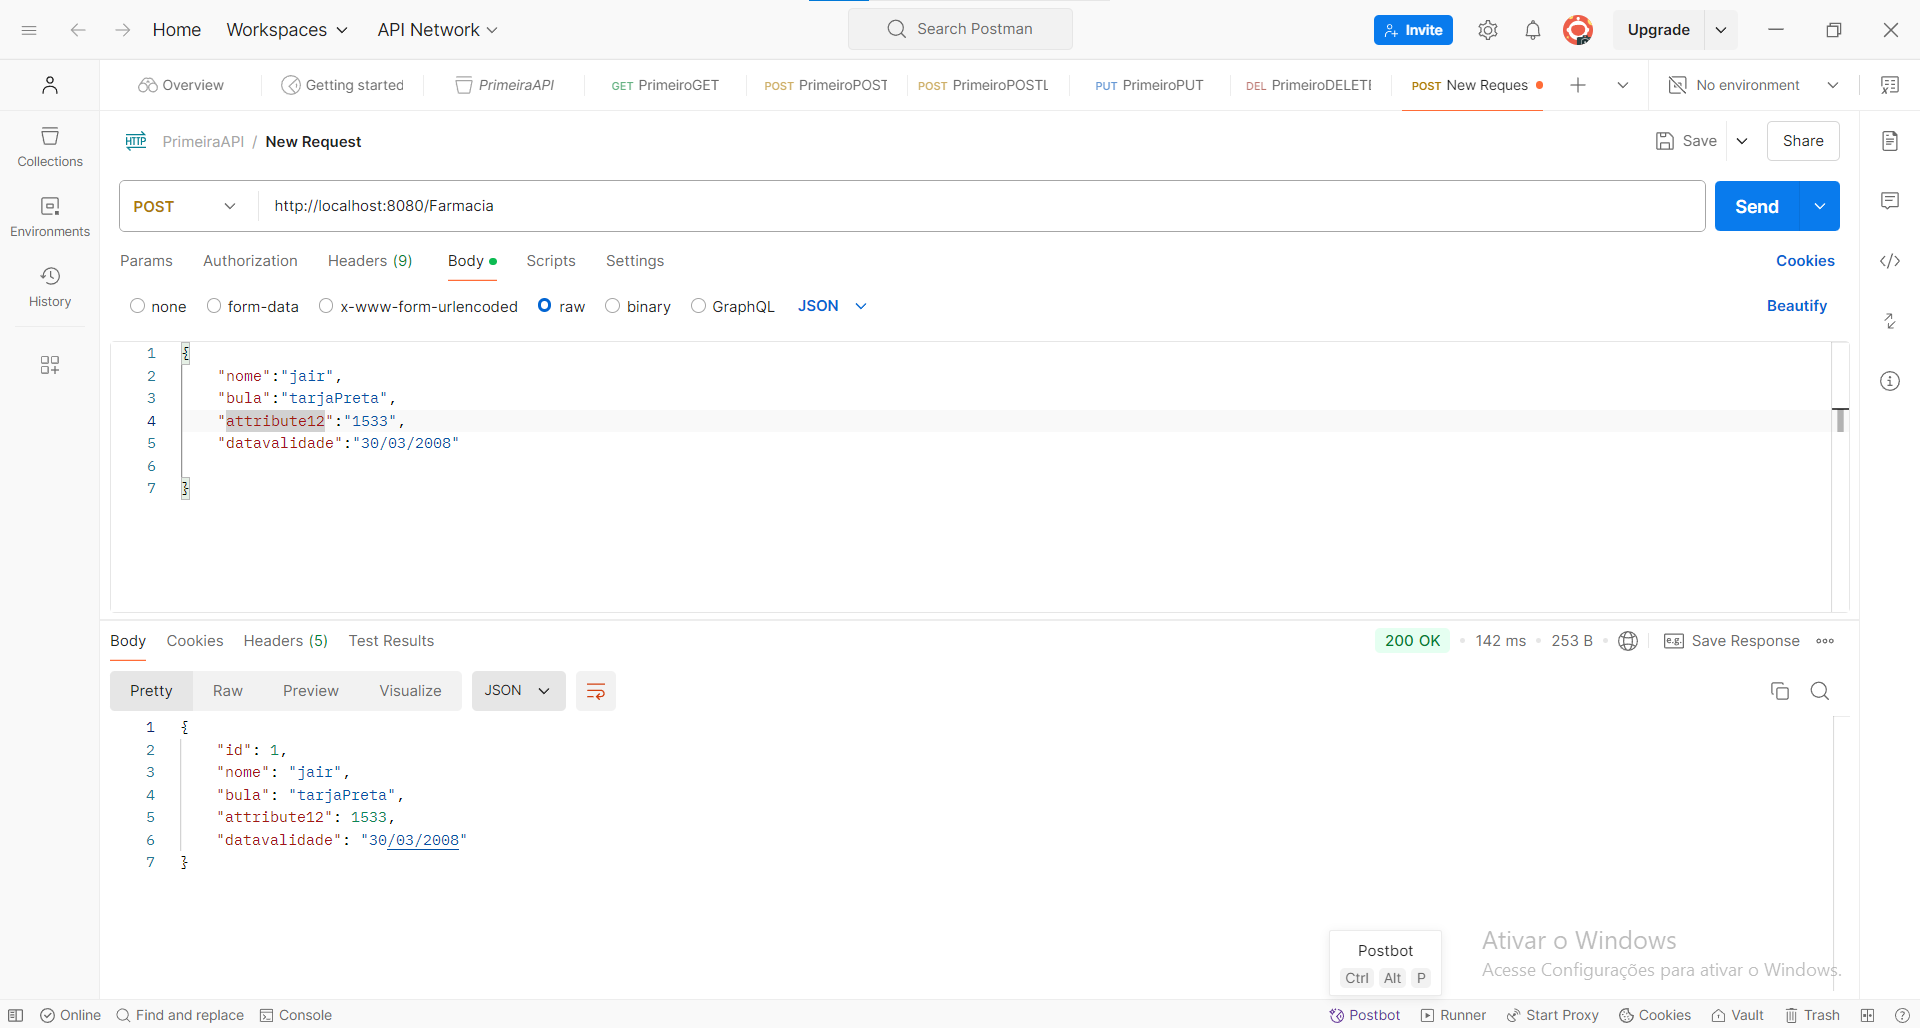 Home Workspaces API Network Search Postman Invite Upgrade
Overview Getting started PrimeiraAPI GET PrimeiroGET POST PrimeiroPOST POST PrimeiroPOSTL PUT PrimeiroPUT DEL PrimeiroDELETE POST New Reques No environment
HTTP PrimeiraAPI / New Request Save Share
Collections
Environments
History
POST http://localhost:8080/Farmacia Send
Params Authorization Headers (9) Body Scripts Settings Cookies
none form-data x-www-form-urlencoded raw binary GraphQL JSON Beautify
1 {
2 "nome":"jair",
3 "bula":"tarjaPreta",
4 "attribute12":"1533",
5 "datavalidade":"30/03/2008"
6
7 }
Body Cookies Headers (5) Test Results 200 OK 142 ms 253 B e.g. Save Response
Pretty Raw Preview Visualize JSON
1 {
2 "id": 1,
3 "nome": "jair",
4 "bula": "tarjaPreta",
5 "attribute12": 1533,
6 "datavalidade": "30/03/2008"
7 }
Postbot
Ctrl Alt P
Ativar o Windows
Acesse Configurações para ativar o Windows.
Online Find and replace Console Postbot Runner Start Proxy Cookies Vault Trash